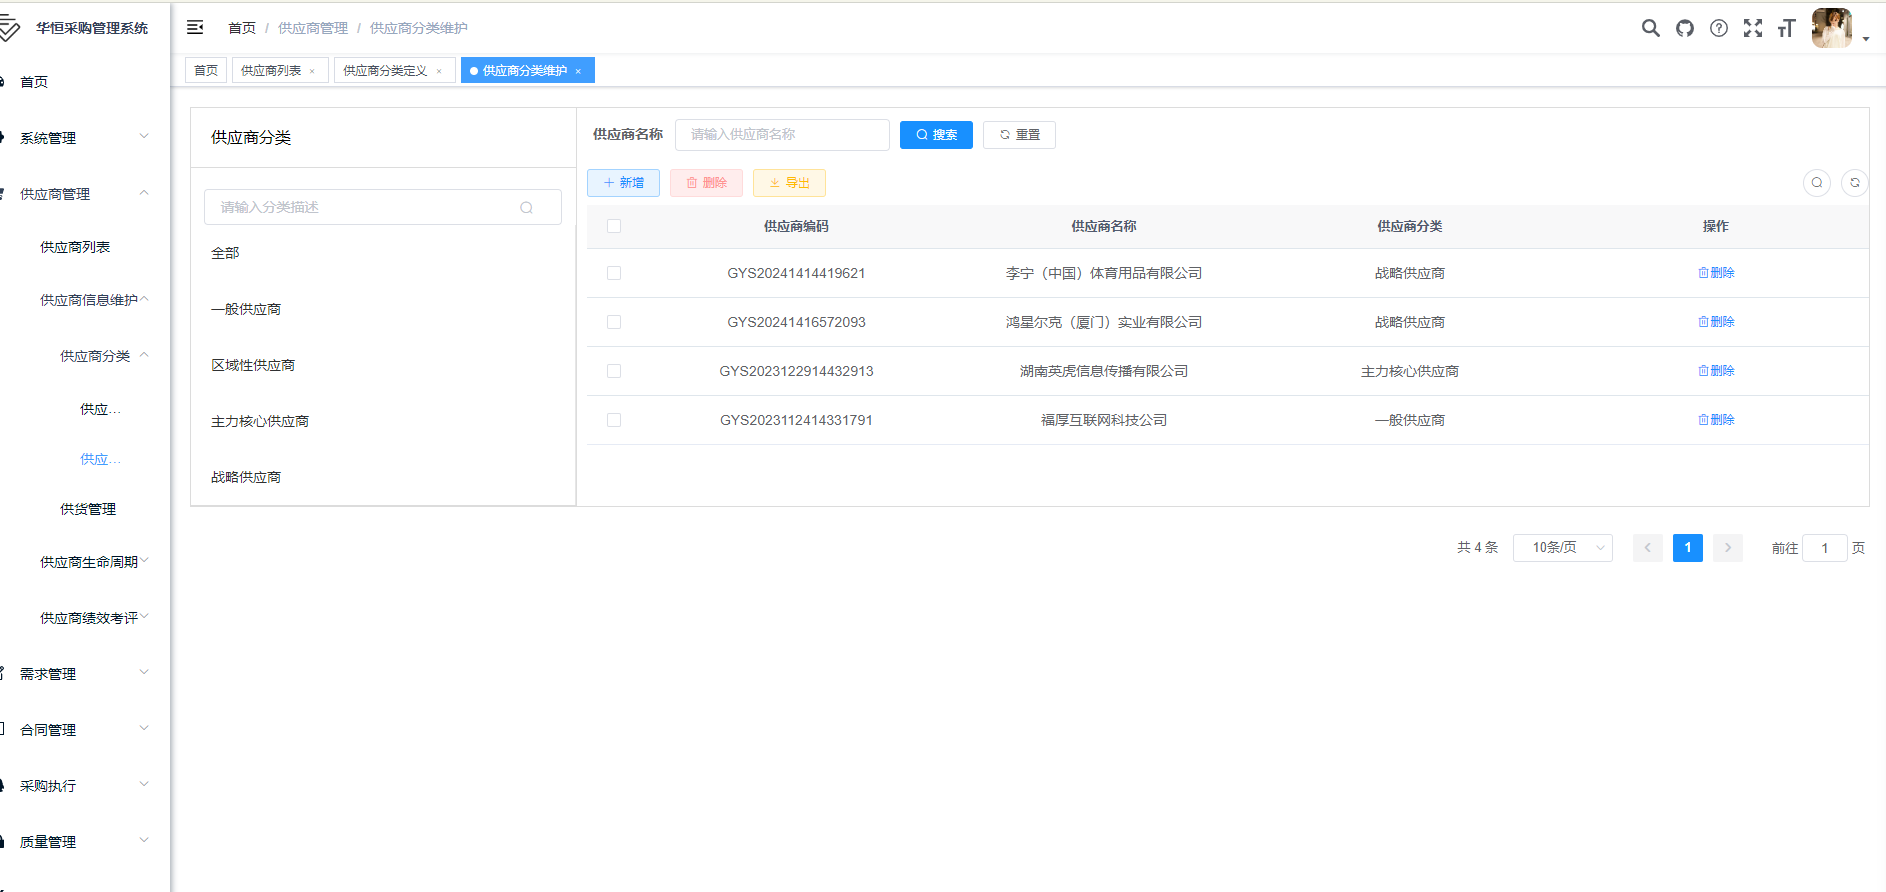 华恒采购管理系统
首页 / 供应商管理 / 供应商分类维护
首页
供应商列表 ×
供应商分类定义 ×
供应商分类维护 ×
首页
系统管理
供应商管理
供应商列表
供应商信息维护
供应商分类
供应...
供应...
供货管理
供应商生命周期
供应商绩效考评
需求管理
合同管理
采购执行
质量管理
供应商分类
请输入分类描述
全部
一般供应商
区域性供应商
主力核心供应商
战略供应商
供应商名称 请输入供应商名称 搜索 重置
新增 删除 导出
供应商编码 供应商名称 供应商分类 操作
GYS20241414419621 李宁（中国）体育用品有限公司 战略供应商 删除
GYS20241416572093 鸿星尔克（厦门）实业有限公司 战略供应商 删除
GYS2023122914432913 湖南英虎信息传播有限公司 主力核心供应商 删除
GYS2023112414331791 福厚互联网科技公司 一般供应商 删除
共 4 条 10条/页 1 前往 1 页